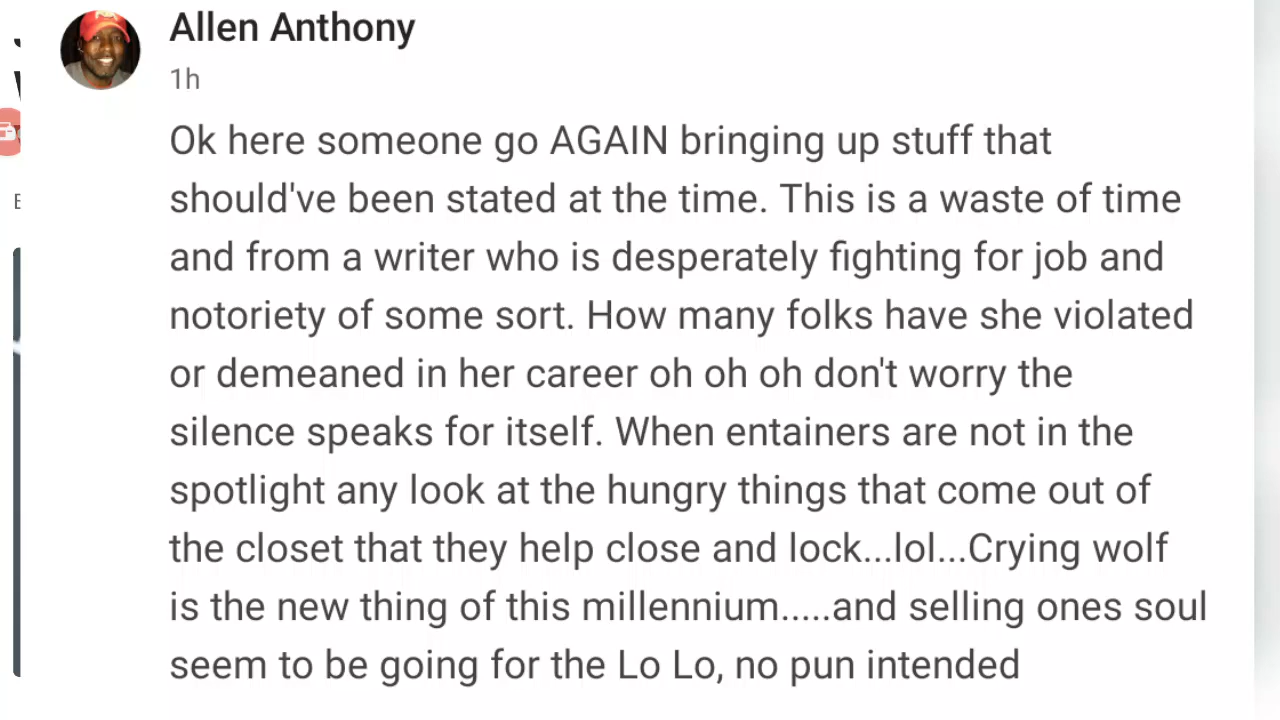 Allen Anthony
1h
Ok here someone go AGAIN bringing up stuff that
should've been stated at the time. This is a waste of time
and from a writer who is desperately fighting for job and
notoriety of some sort. How many folks have she violated
or demeaned in her career oh oh oh don't worry the
silence speaks for itself. When entainers are not in the
spotlight any look at the hungry things that come out of
the closet that they help close and lock...lol...Crying wolf
is the new thing of this millennium.....and selling ones soul
seem to be going for the Lo Lo, no pun intended